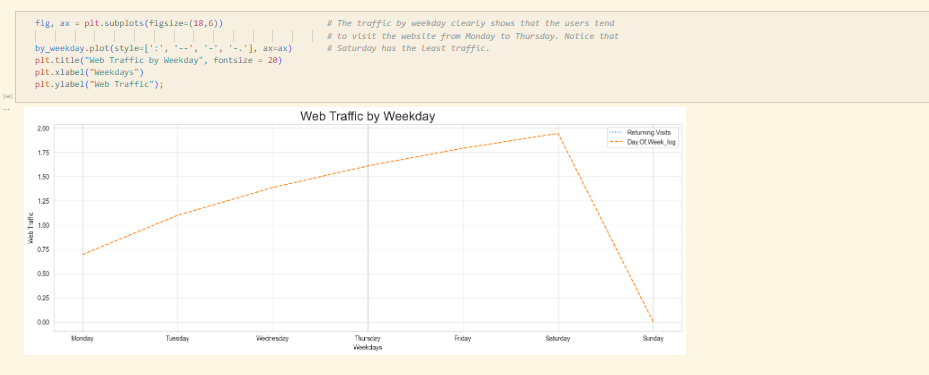 fig, ax = plt.subplots(figsize=(18,6)) # The traffic by weekday clearly shows that the users tend
# to visit the website from Monday to Thursday. Notice that
by_weekday.plot(style=[':', '--', '-', '-.'], ax=ax) # Saturday has the least traffic.
plt.title("Web Traffic by Weekday", fontsize = 20)
plt.xlabel("Weekdays")
plt.ylabel("Web Traffic");
...
Web Traffic by Weekday
Returning.Visits
Day.Of.Week_log
2.00
1.75
1.50
1.25
1.00
0.75
0.50
0.25
0.00
Web Traffic
Monday Tuesday Wednesday Thursday Friday Saturday Sunday
Weekdays